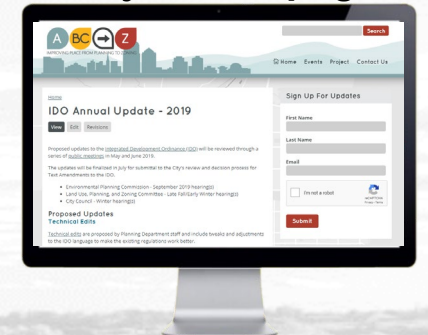 A BC Z
Search
IMPROVING PLACE FROM PLANNING TO ZONING
Home Events Project Contact Us
Home
IDO Annual Update - 2019
View Edit Revisions
Proposed updates to the Integrated Development Ordinance (IDO) will be reviewed through a
series of public meetings in May and June 2019.
The updates will be finalized in July for submittal to the City's review and decision process for
Text Amendments to the IDO.
Environmental Planning Commission - September 2019 hearing(s)
Land Use, Planning, and Zoning Committee - Late Fall/Early Winter hearing(s)
City Council - Winter hearing(s)
Proposed Updates
Technical Edits
Technical edits are proposed by Planning Department staff and include tweaks and adjustments
to the IDO language to make the existing regulations work better.
Sign Up For Updates
First Name
Last Name
Email
I'm not a robot
reCAPTCHA
Privacy - Terms
Submit